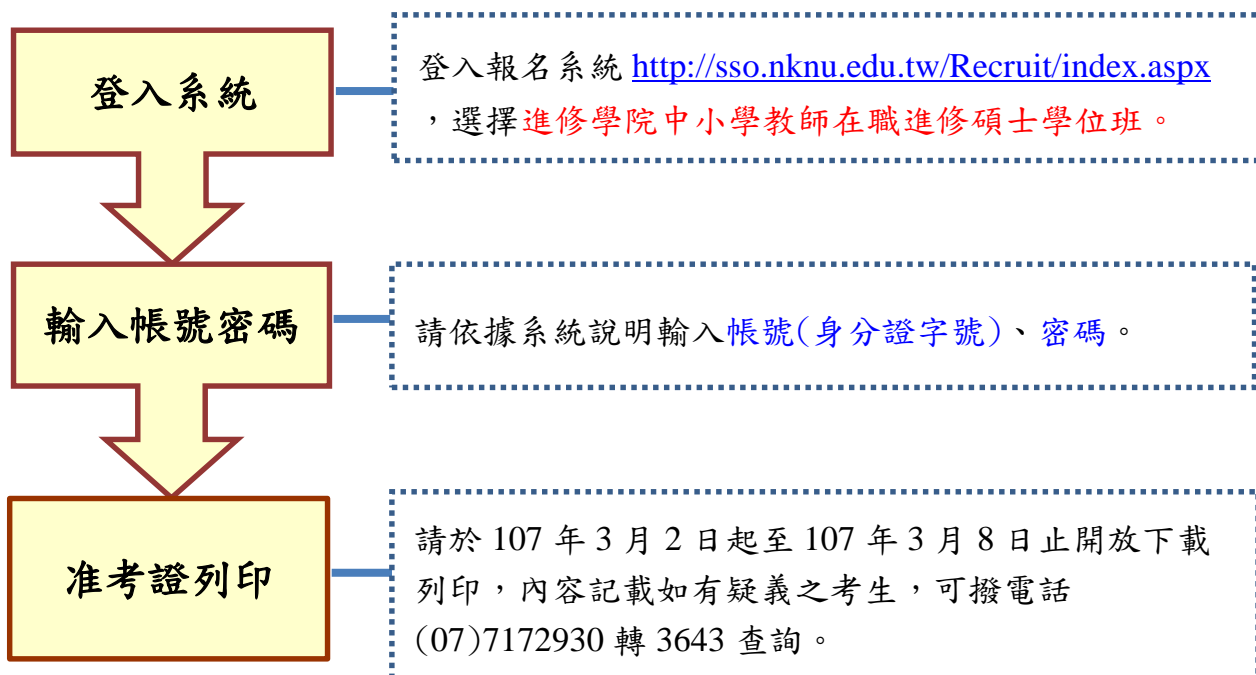 登入系統
登入報名系統 http://sso.nknu.edu.tw/Recruit/index.aspx
，選擇進修學院中小學教師在職進修碩士學位班。
輸入帳號密碼
請依據系統說明輸入帳號(身分證字號)、密碼。
准考證列印
請於 107 年 3 月 2 日起至 107 年 3 月 8 日止開放下載
列印，內容記載如有疑義之考生，可撥電話
(07)7172930 轉 3643 查詢。